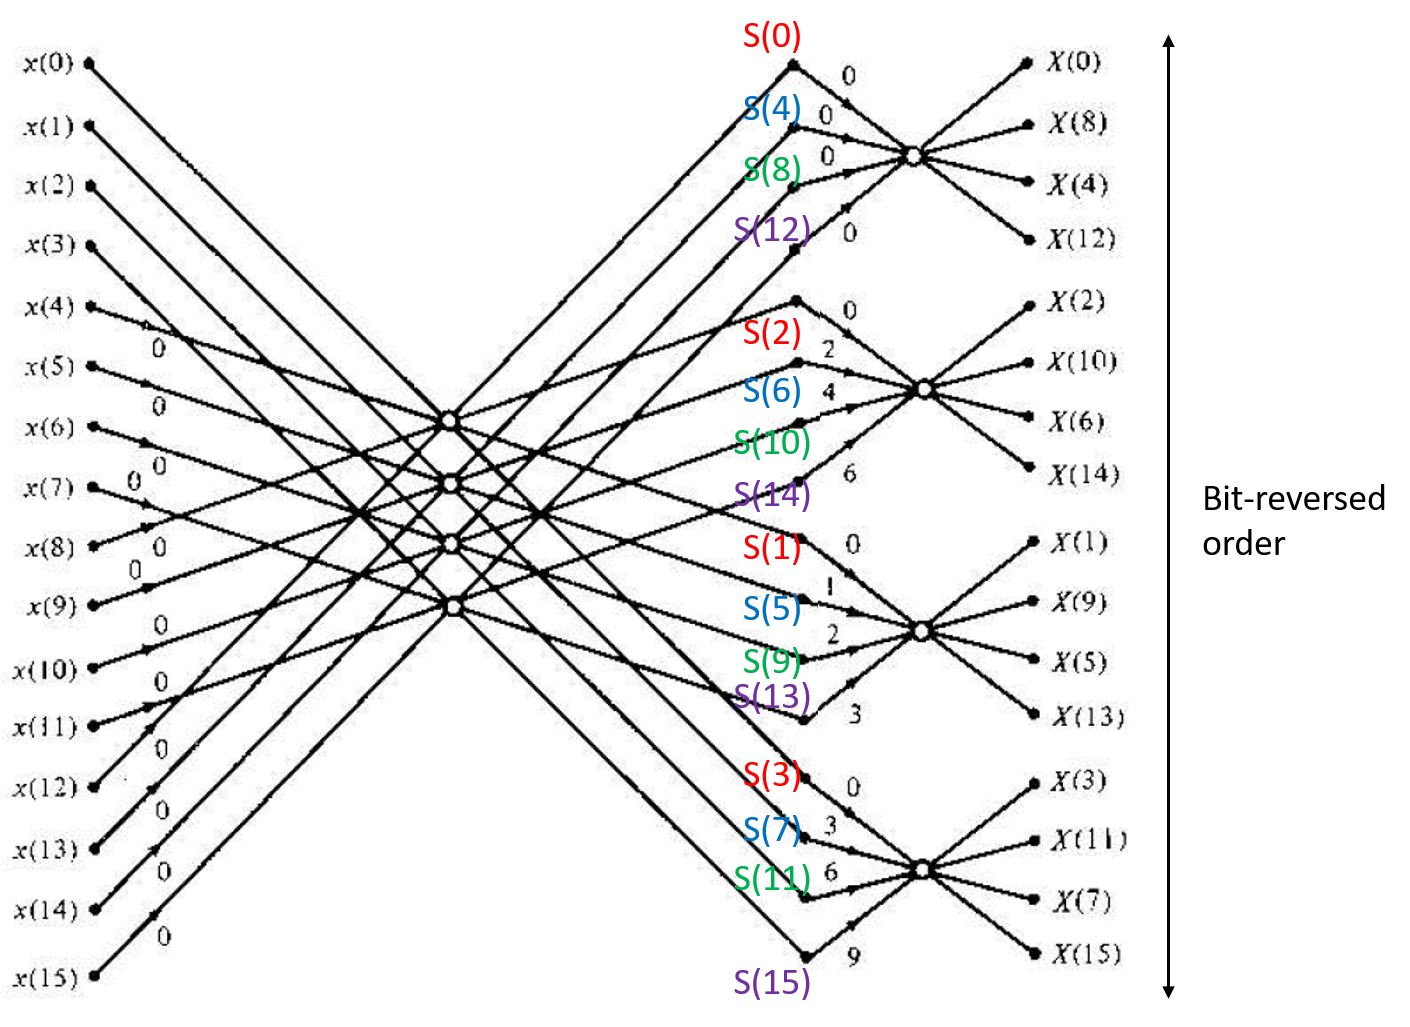 x(0)
x(1)
x(2)
x(3)
x(4)
x(5)
x(6)
x(7)
x(8)
x(9)
x(10)
x(11)
x(12)
x(13)
x(14)
x(15)
0
0
0
0
0
0
0
0
0
0
0
0
S(0)
S(4)
S(8)
S(12)
S(2)
S(6)
S(10)
S(14)
S(1)
S(5)
S(9)
S(13)
S(3)
S(7)
S(11)
S(15)
0
0
0
0
0
2
4
6
0
1
2
3
0
3
6
9
X(0)
X(8)
X(4)
X(12)
X(2)
X(10)
X(6)
X(14)
X(1)
X(9)
X(5)
X(13)
X(3)
X(11)
X(7)
X(15)
Bit-reversed
order